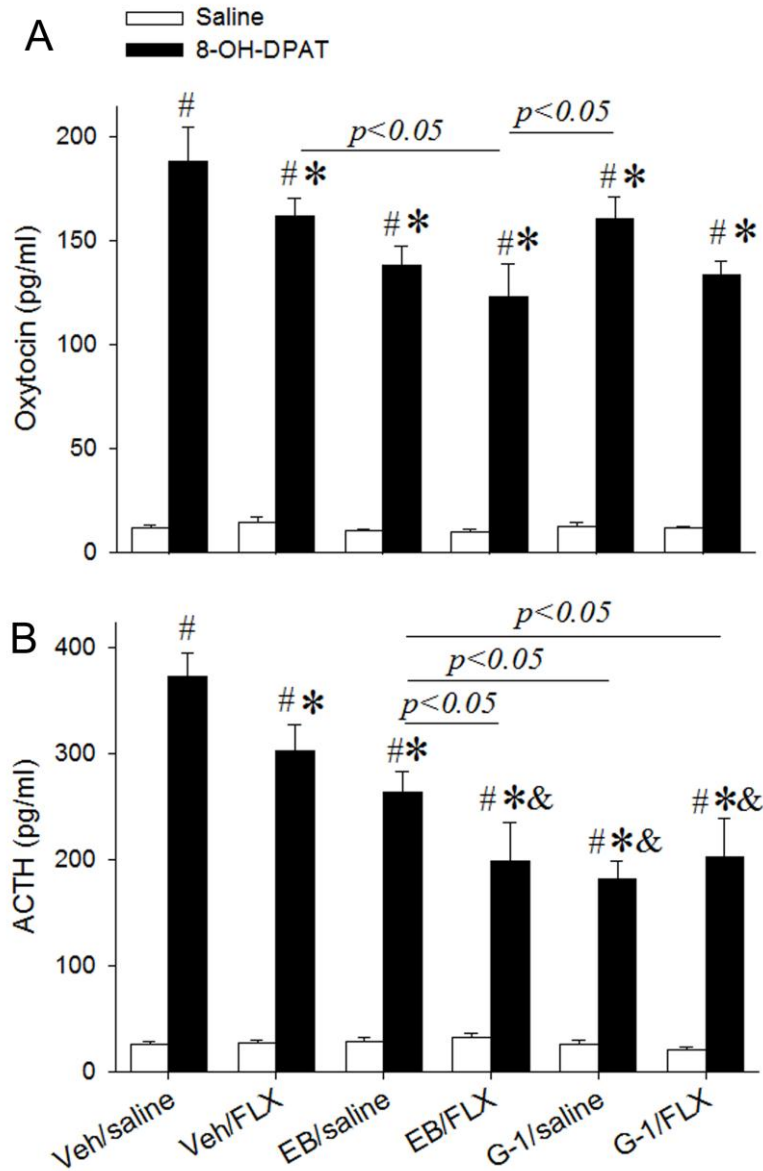 Saline
A
8-OH-DPAT
#
p<0.05
p<0.05
#*
#*
#*
#*
#*
200
150
100
50
0
Oxytocin (pg/ml)
B
#
p<0.05
p<0.05
p<0.05
#*
#*
#*&
#*&
#*&
400
300
200
100
0
ACTH (pg/ml)
Veh/saline
Veh/FLX
EB/saline
EB/FLX
G-1/saline
G-1/FLX